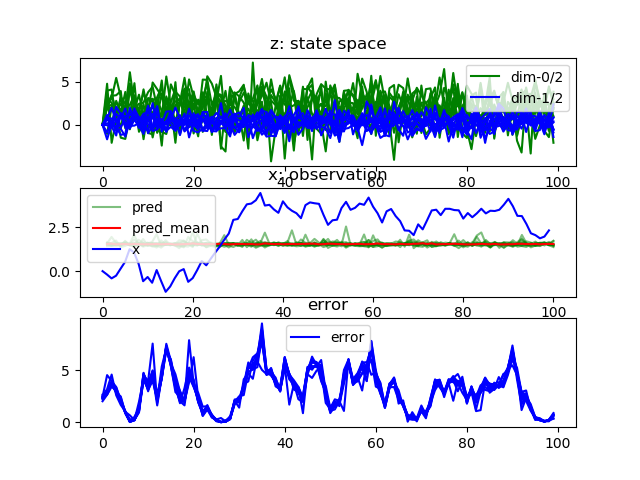 z: state space
5
0
dim-0/2
dim-1/2
0 20 40 60 80 100
x: observation
2.5
0.0
pred
pred_mean
x
0 20 40 60 80 100
error
5
0
error
0 20 40 60 80 100